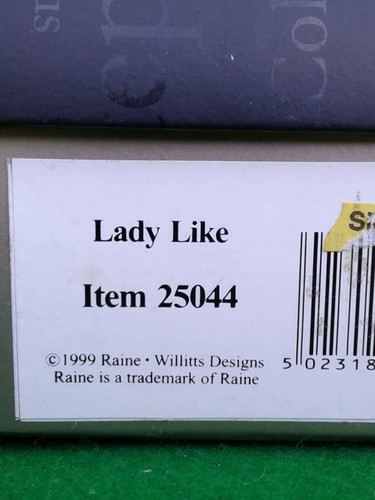 Lady Like
Item 25044
©1999 Raine • Willitts Designs
Raine is a trademark of Raine
5 02318